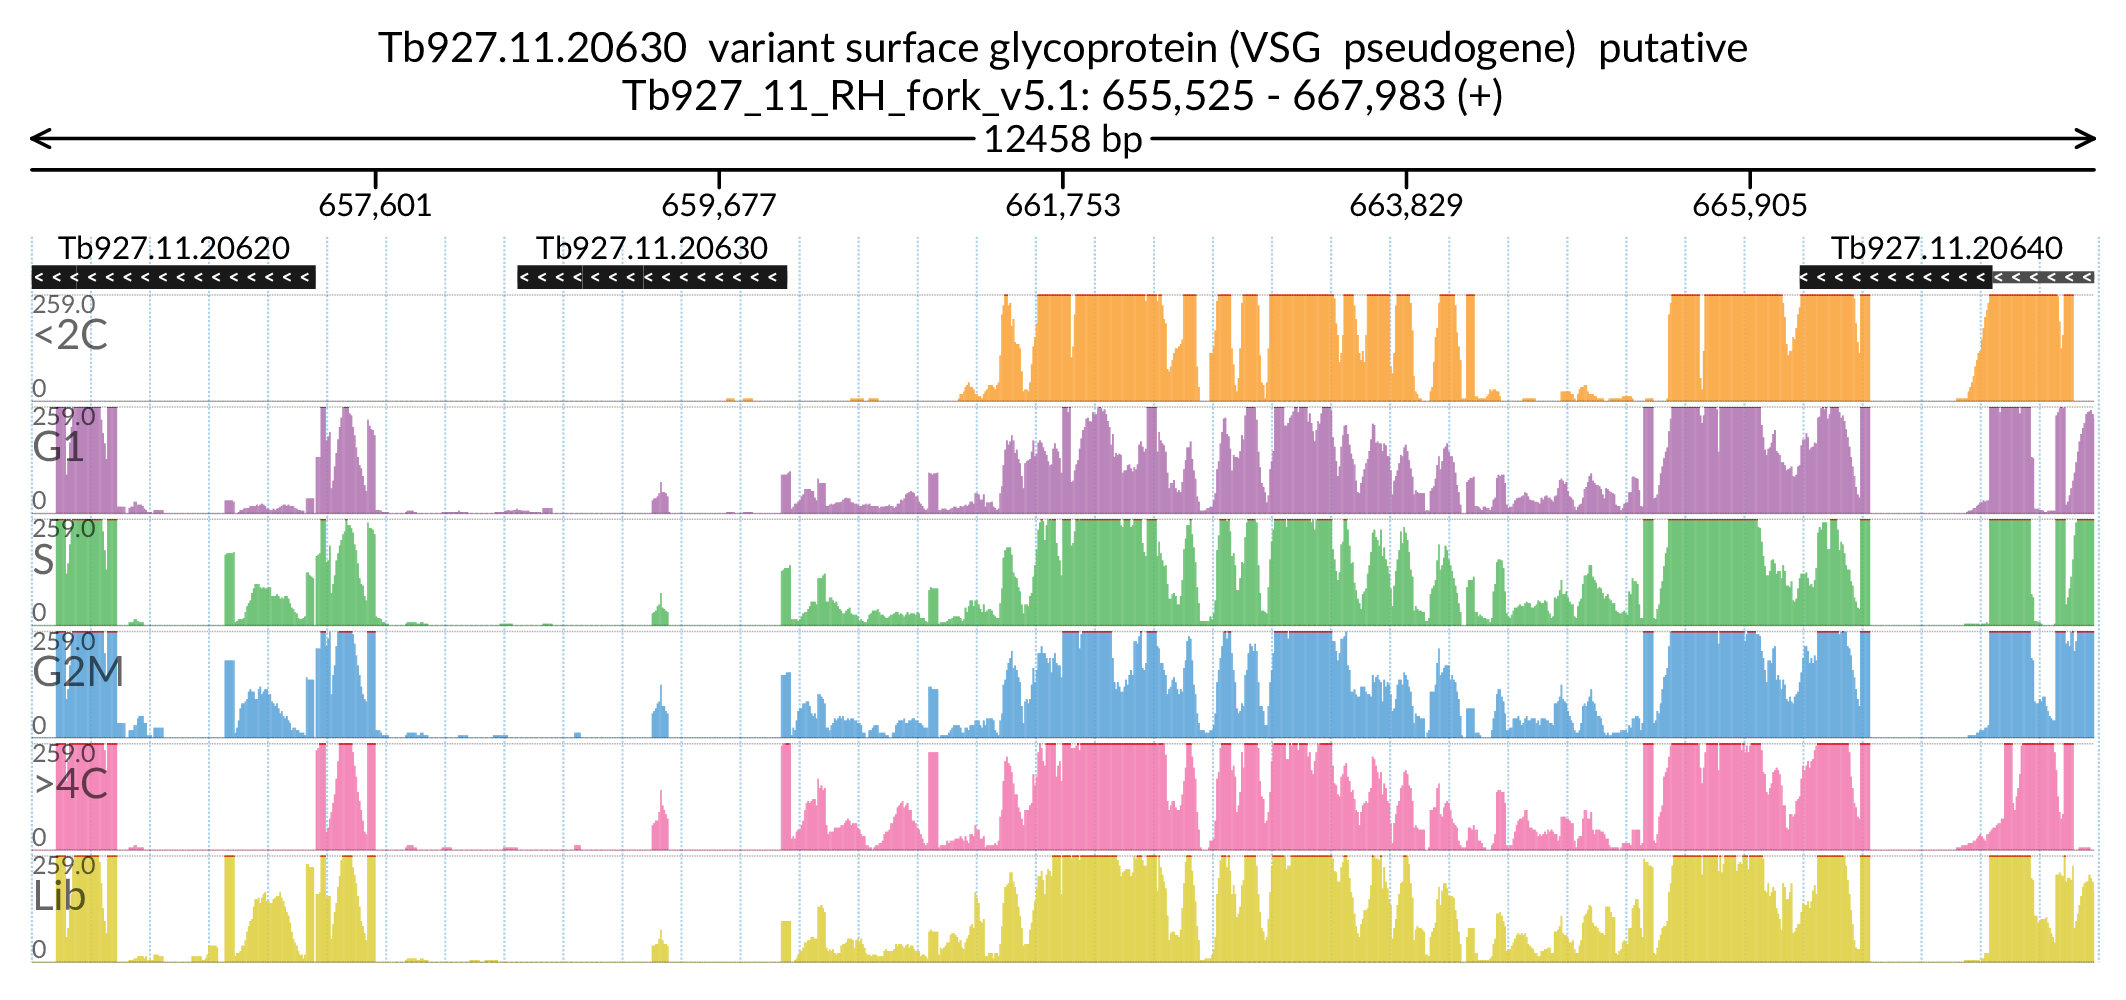 Tb927.11.20630  variant surface glycoprotein (VSG  pseudogene)  putative
Tb927_11_RH_fork_v5.1: 655,525 - 667,983 (+)
12458 bp
657,601 659,677 661,753 663,829 665,905
Tb927.11.20620 Tb927.11.20630 Tb927.11.20640
259.0
<2C
0
259.0
G1
0
259.0
S
0
259.0
G2M
0
259.0
>4C
0
259.0
Lib
0